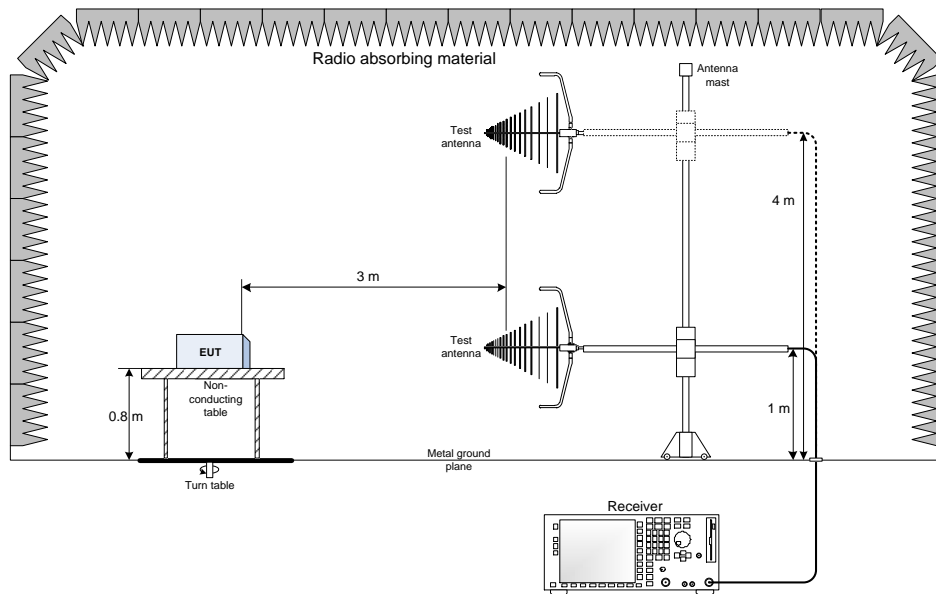 Radio absorbing material
Antenna
mast
Test
antenna
4 m
3 m
Test
antenna
EUT
Non-
conducting
table
0.8 m
1 m
Metal ground
plane
Turn table
Receiver